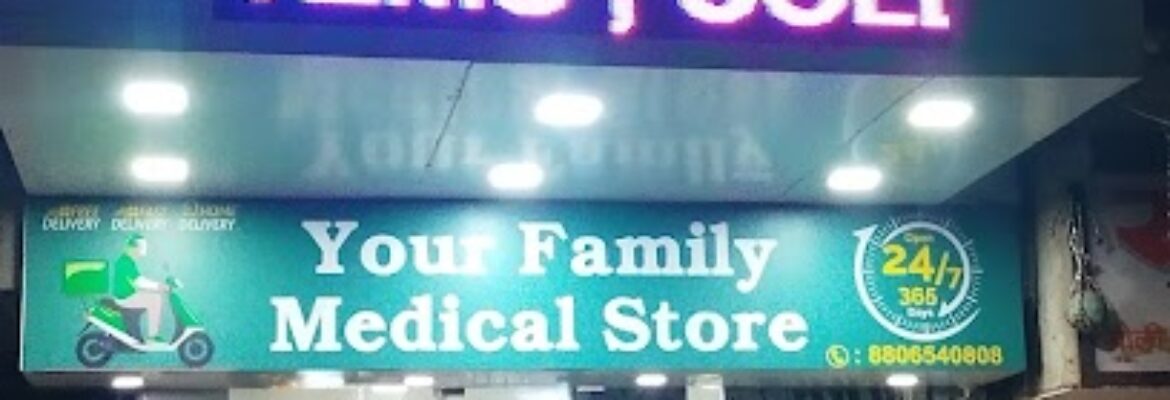 DELIVERY DELIVERY DELIVERY
Your Family
Medical Store
Open
24/7
365
Days
: 8806540808